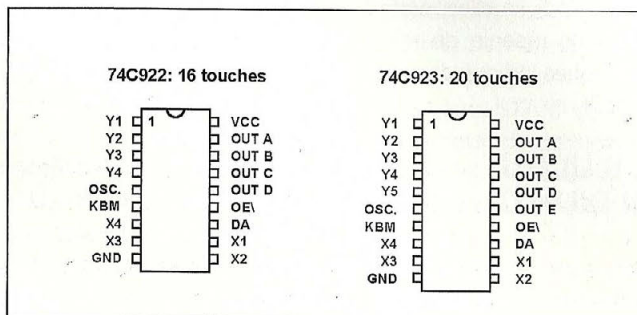 74C922: 16 touches
Y1 1 VCC
Y2 OUT A
Y3 OUT B
Y4 OUT C
OSC. OUT D
KBM OE\
X4 DA
X3 X1
GND X2
74C923: 20 touches
Y1 1 VCC
Y2 OUT A
Y3 OUT B
Y4 OUT C
Y5 OUT D
OSC. OUT E
KBM OE\
X4 DA
X3 X1
GND X2